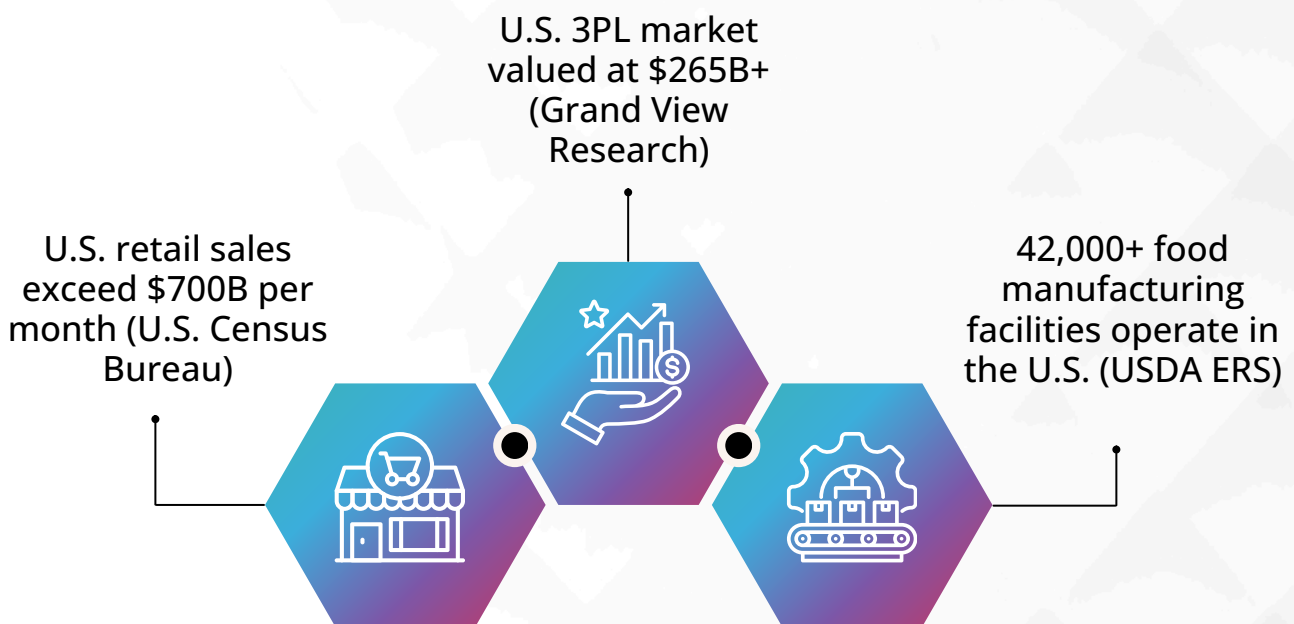 U.S. 3PL market
valued at $265B+
(Grand View
Research)
U.S. retail sales
exceed $700B per
month (U.S. Census
Bureau)
42,000+ food
manufacturing
facilities operate in
the U.S. (USDA ERS)
$